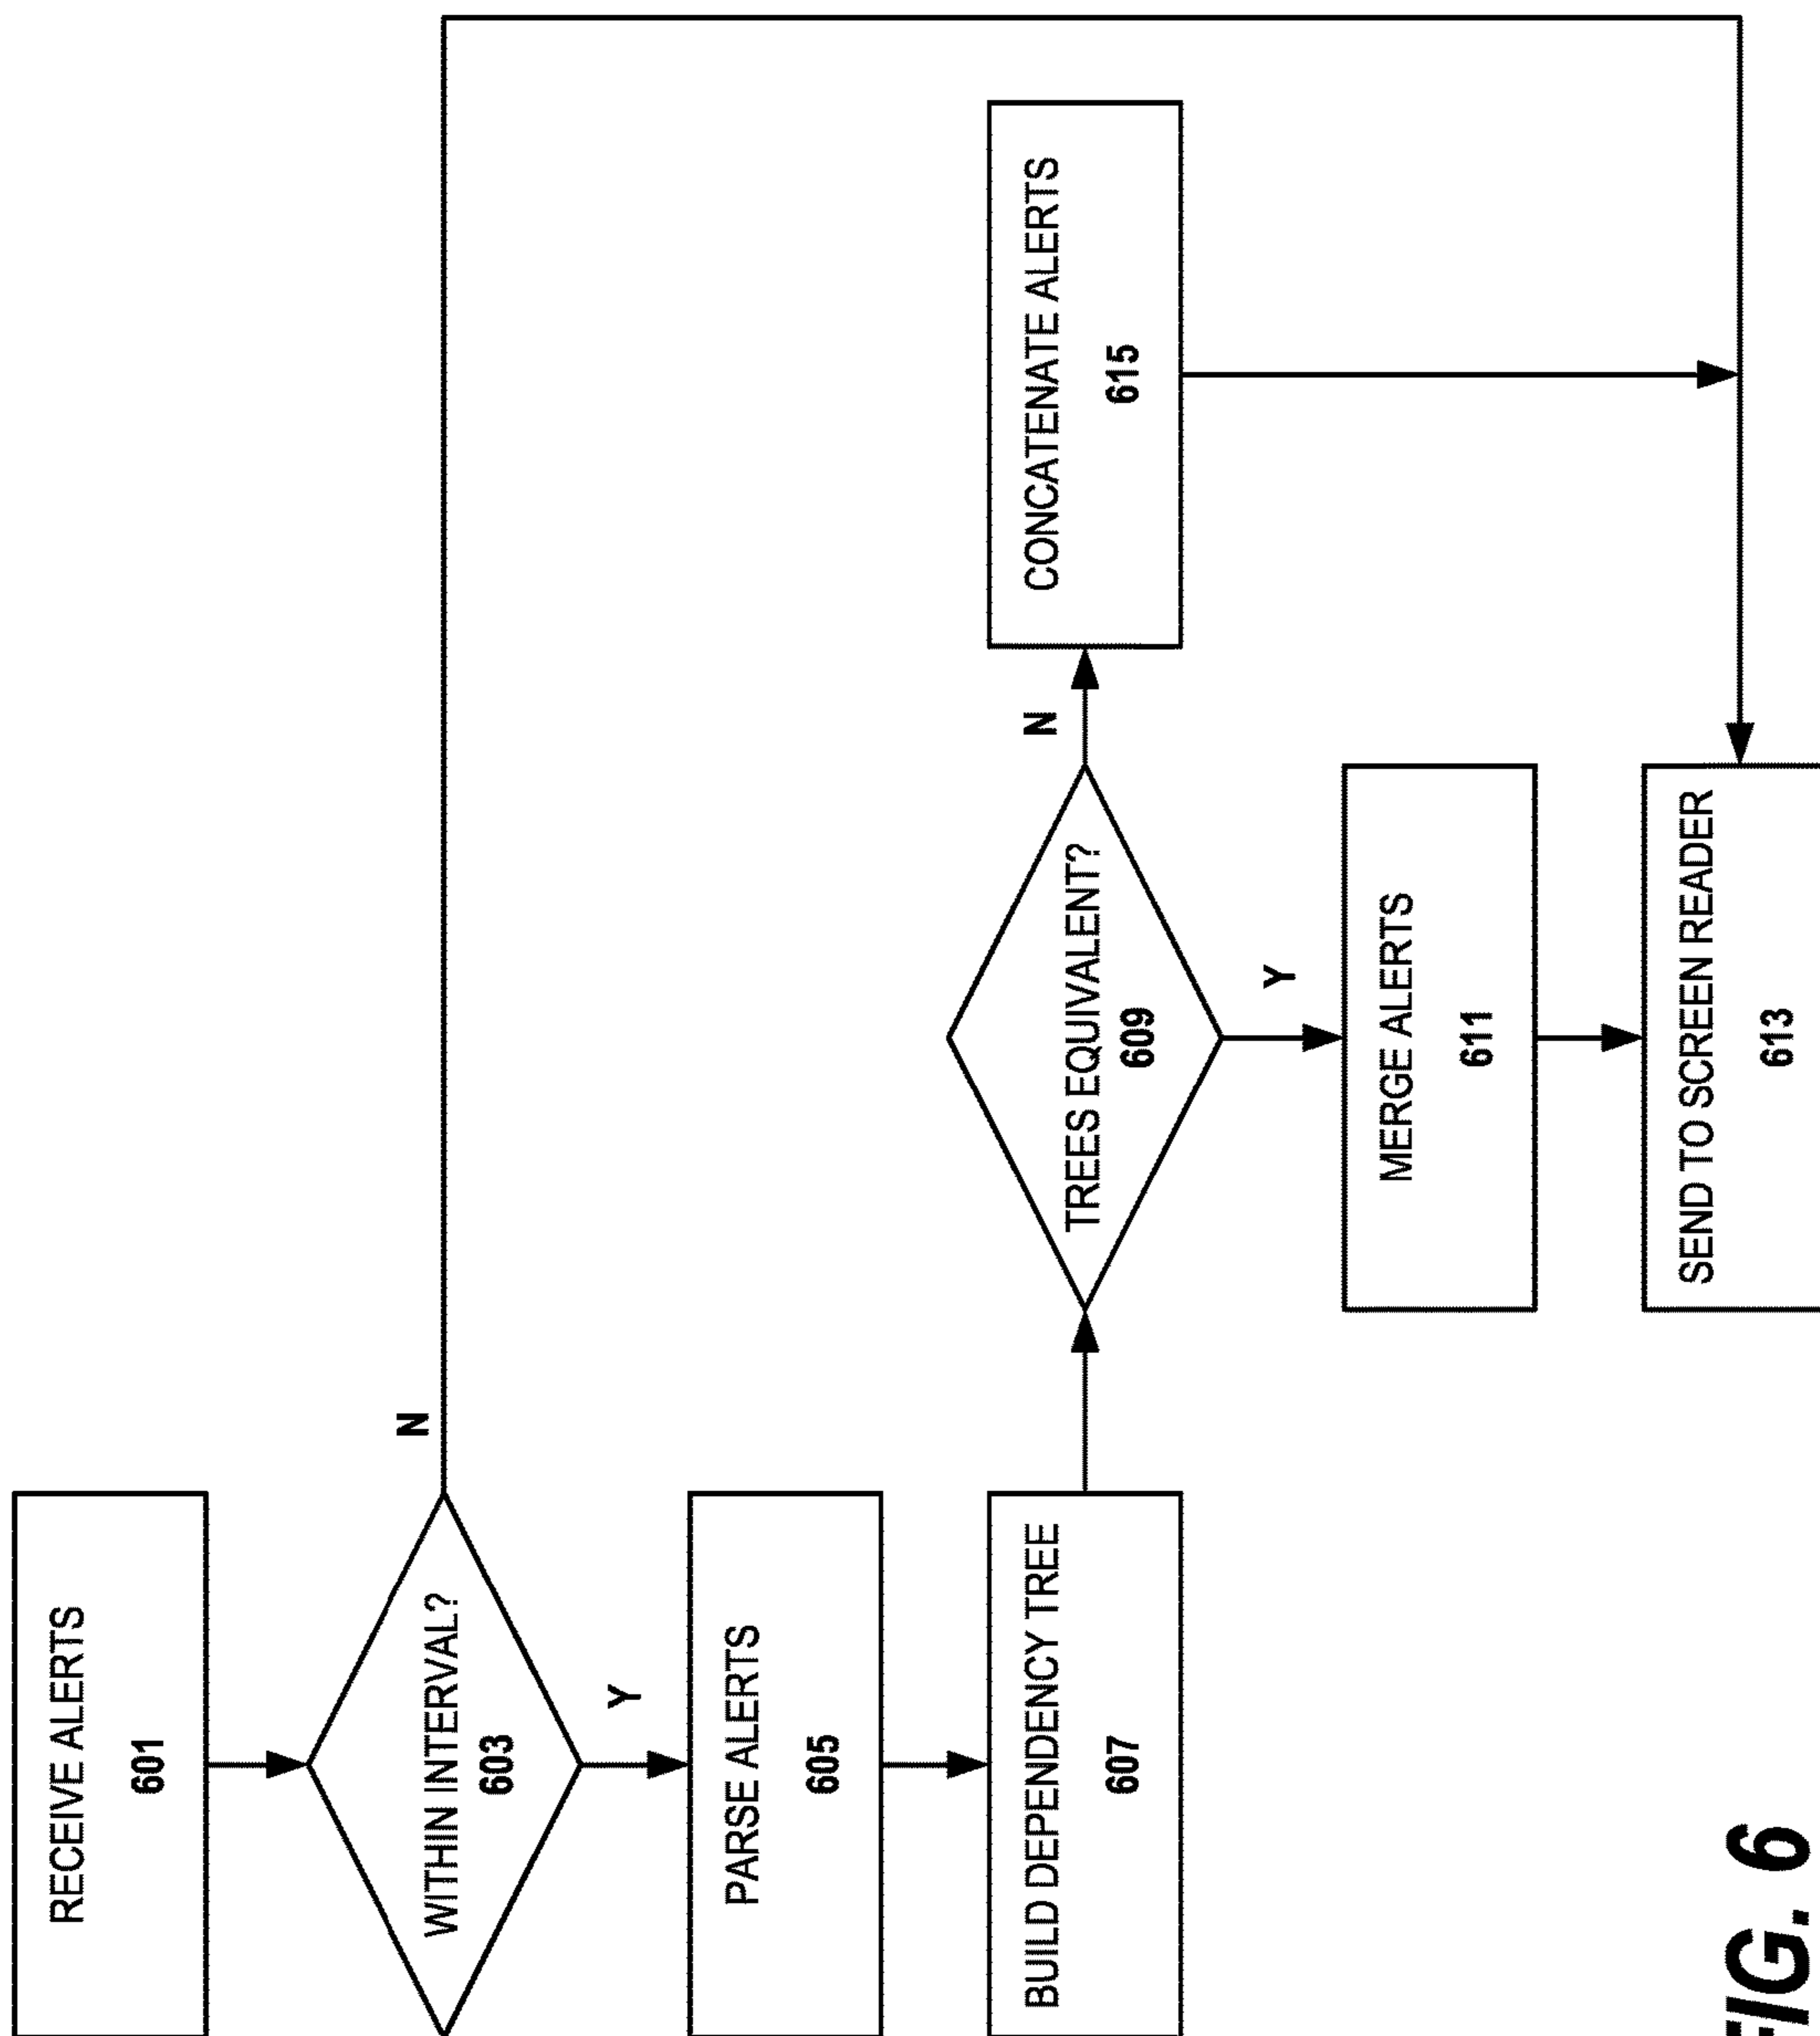 RECEIVE ALERTS
601
WITHIN INTERVAL?
603
N
Y
PARSE ALERTS
605
BUILD DEPENDENCY TREE
607
TREES EQUIVALENT?
609
N
Y
CONCATENATE ALERTS
615
MERGE ALERTS
611
SEND TO SCREEN READER
613
FIG. 6